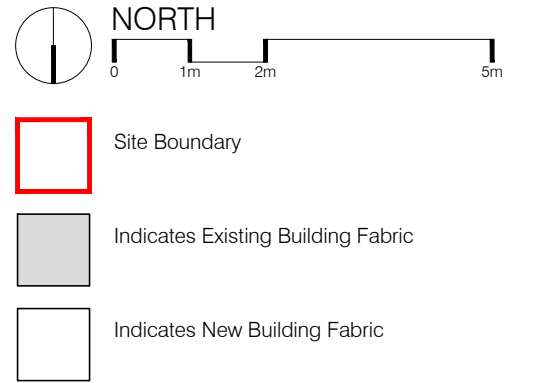 NORTH
0 1m 2m 5m
Site Boundary
Indicates Existing Building Fabric
Indicates New Building Fabric